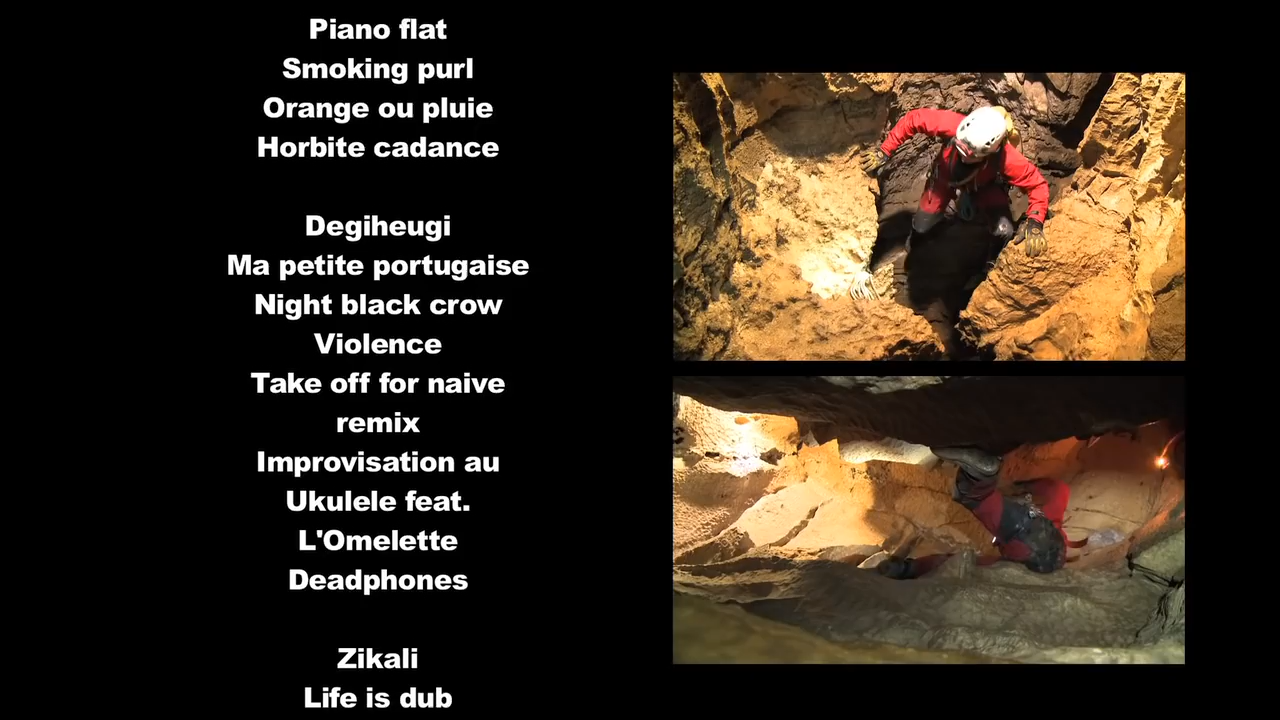 Piano flat
Smoking purl
Orange ou pluie
Horbite cadance
Degiheugi
Ma petite portugaise
Night black crow
Violence
Take off for naive
remix
Improvisation au
Ukulele feat.
L'Omelette
Deadphones
Zikali
Life is dub